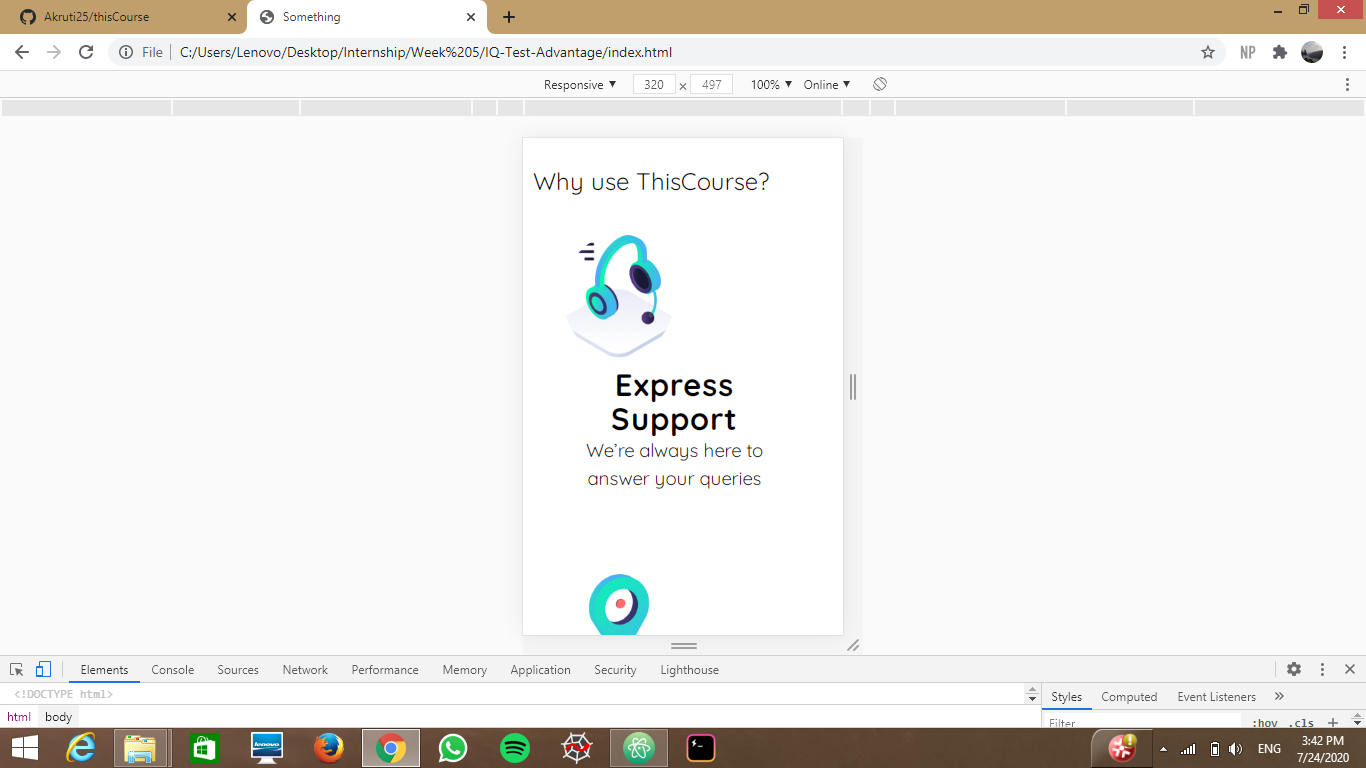 Akruti25/thisCourse
Something
File
C:/Users/Lenovo/Desktop/Internship/Week%205/IQ-Test-Advantage/index.html
NP
Responsive 320 × 497 100% Online
Why use ThisCourse?
Express
Support
We're always here to
answer your queries
Elements Console Sources Network Performance Memory Application Security Lighthouse
<!DOCTYPE html>
html body
Styles Computed Event Listeners »
Filter :hov .cls +
lenovo
ENG
3:42 PM
7/24/2020